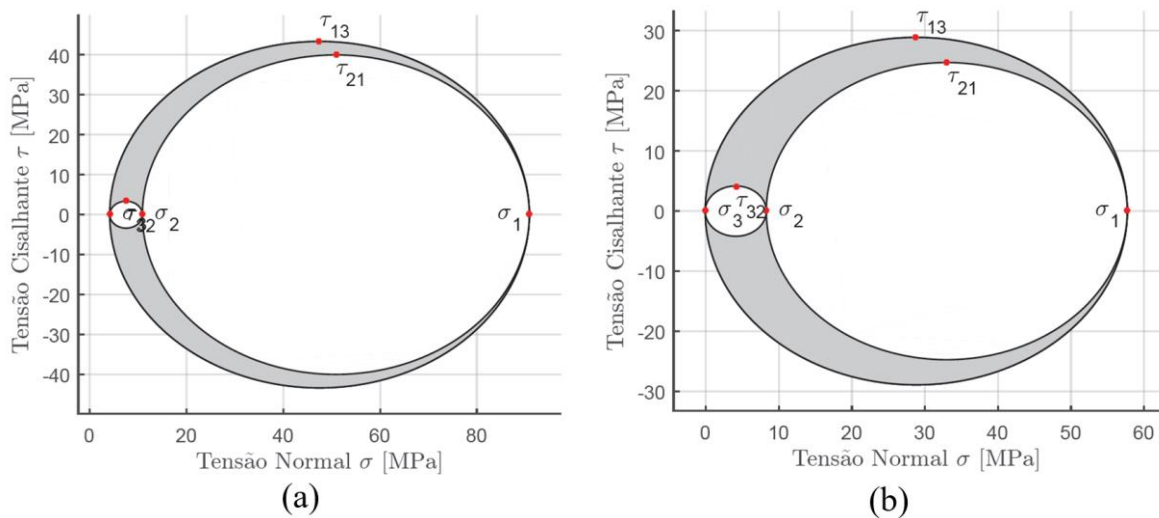 τ13
τ21
σ3
τ32
σ2
σ1
40
30
20
10
0
-10
-20
-30
-40
0
20
40
60
80
Tensão Cisalhante τ [MPa]
Tensão Normal σ [MPa]
(a)
τ13
τ21
σ3
τ32
σ2
σ1
30
20
10
0
-10
-20
-30
0
10
20
30
40
50
60
Tensão Cisalhante τ [MPa]
Tensão Normal σ [MPa]
(b)